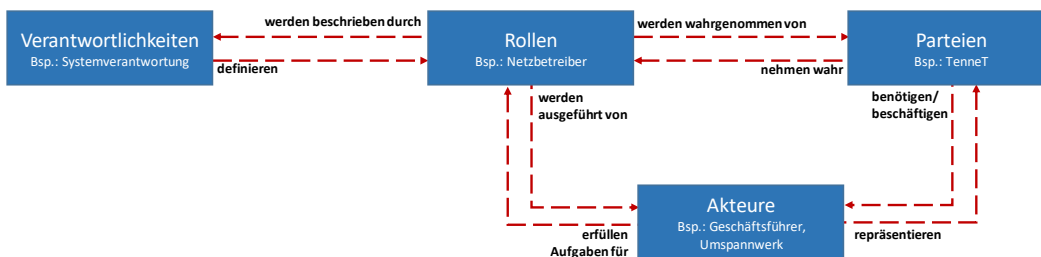 werden beschrieben durch
werden wahrgenommen von
Verantwortlichkeiten
Bsp.: Systemverantwortung
Rollen
Bsp.: Netzbetreiber
Parteien
Bsp.: TenneT
definieren
nehmen wahr
werden
ausgeführt von
benötigen/
beschäftigen
Akteure
Bsp.: Geschäftsführer,
Umspannwerk
erfüllen
Aufgaben für
repräsentieren